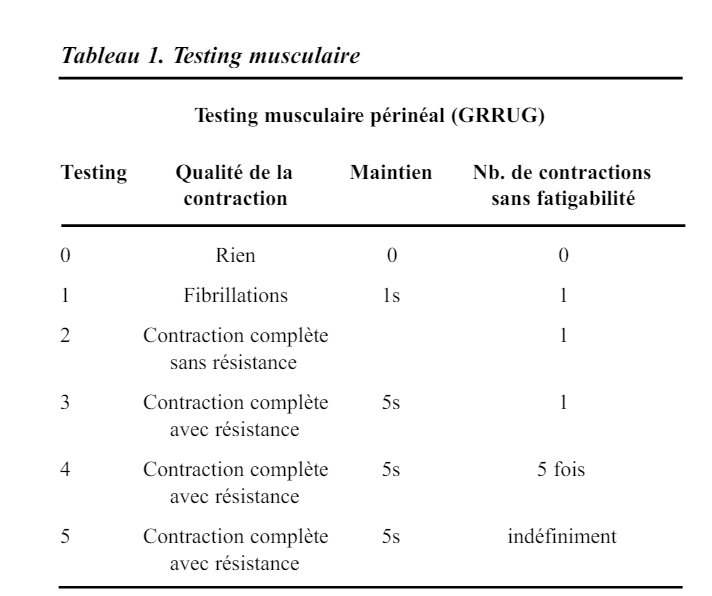 Tableau 1. Testing musculaire
Testing musculaire périnéal (GRRUG)
Testing Qualité de la contraction Maintien Nb. de contractions sans fatigabilité
0 Rien 0 0
1 Fibrillations 1s 1
2 Contraction complète 1
sans résistance
3 Contraction complète 5s 1
avec résistance
4 Contraction complète 5s 5 fois
avec résistance
5 Contraction complète 5s indéfiniment
avec résistance